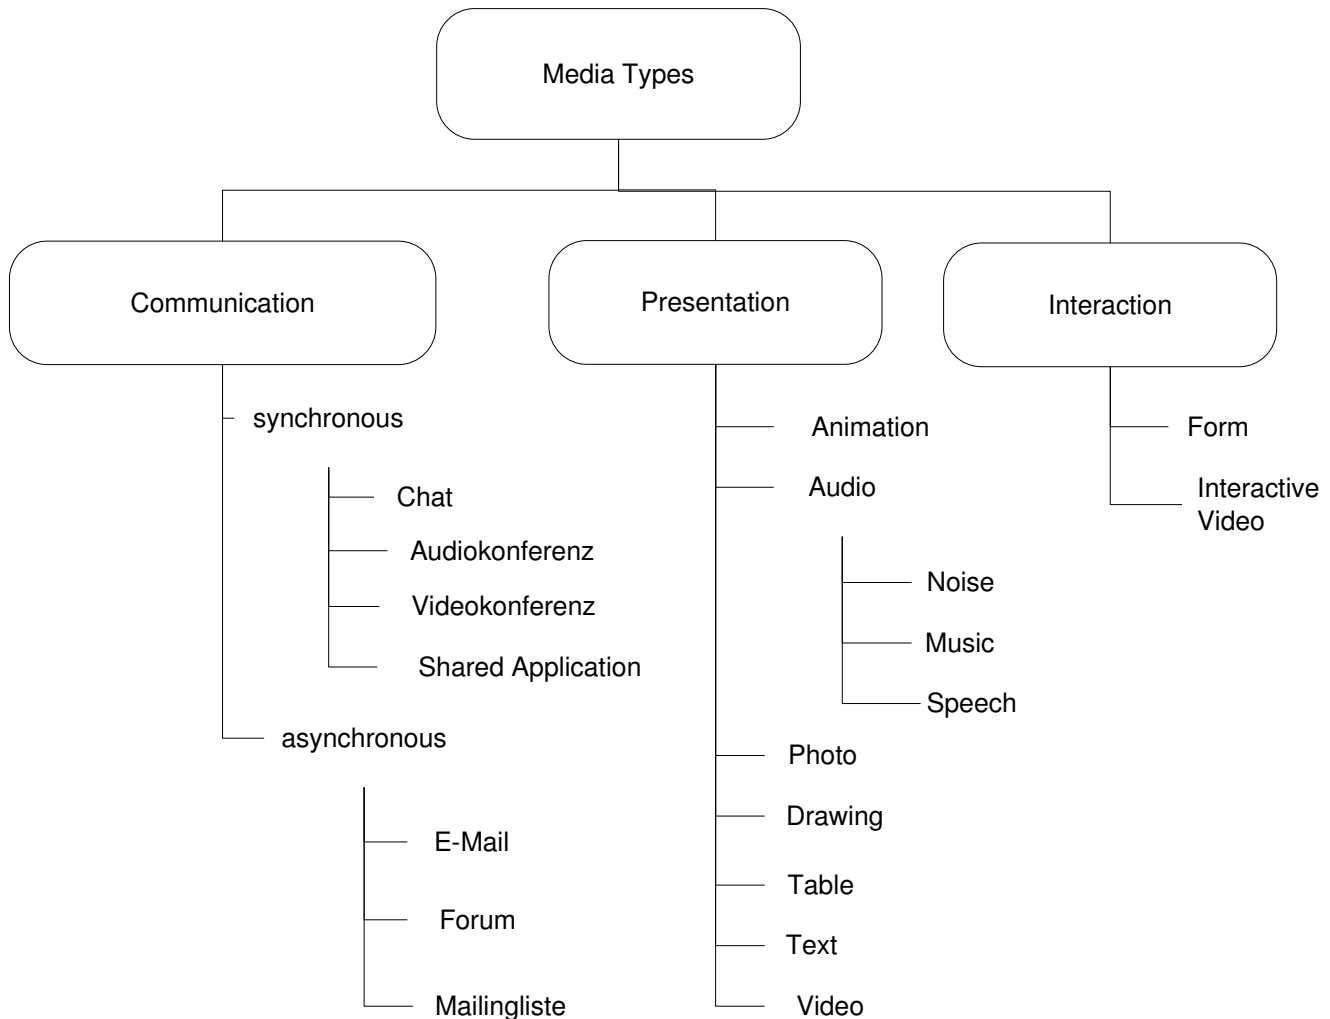 Media Types
Communication
Presentation
Interaction
synchronous
Chat
Audiokonferenz
Videokonferenz
Shared Application
asynchronous
E-Mail
Forum
Mailingliste
Animation
Audio
Noise
Music
Speech
Photo
Drawing
Table
Text
Video
Form
Interactive
Video